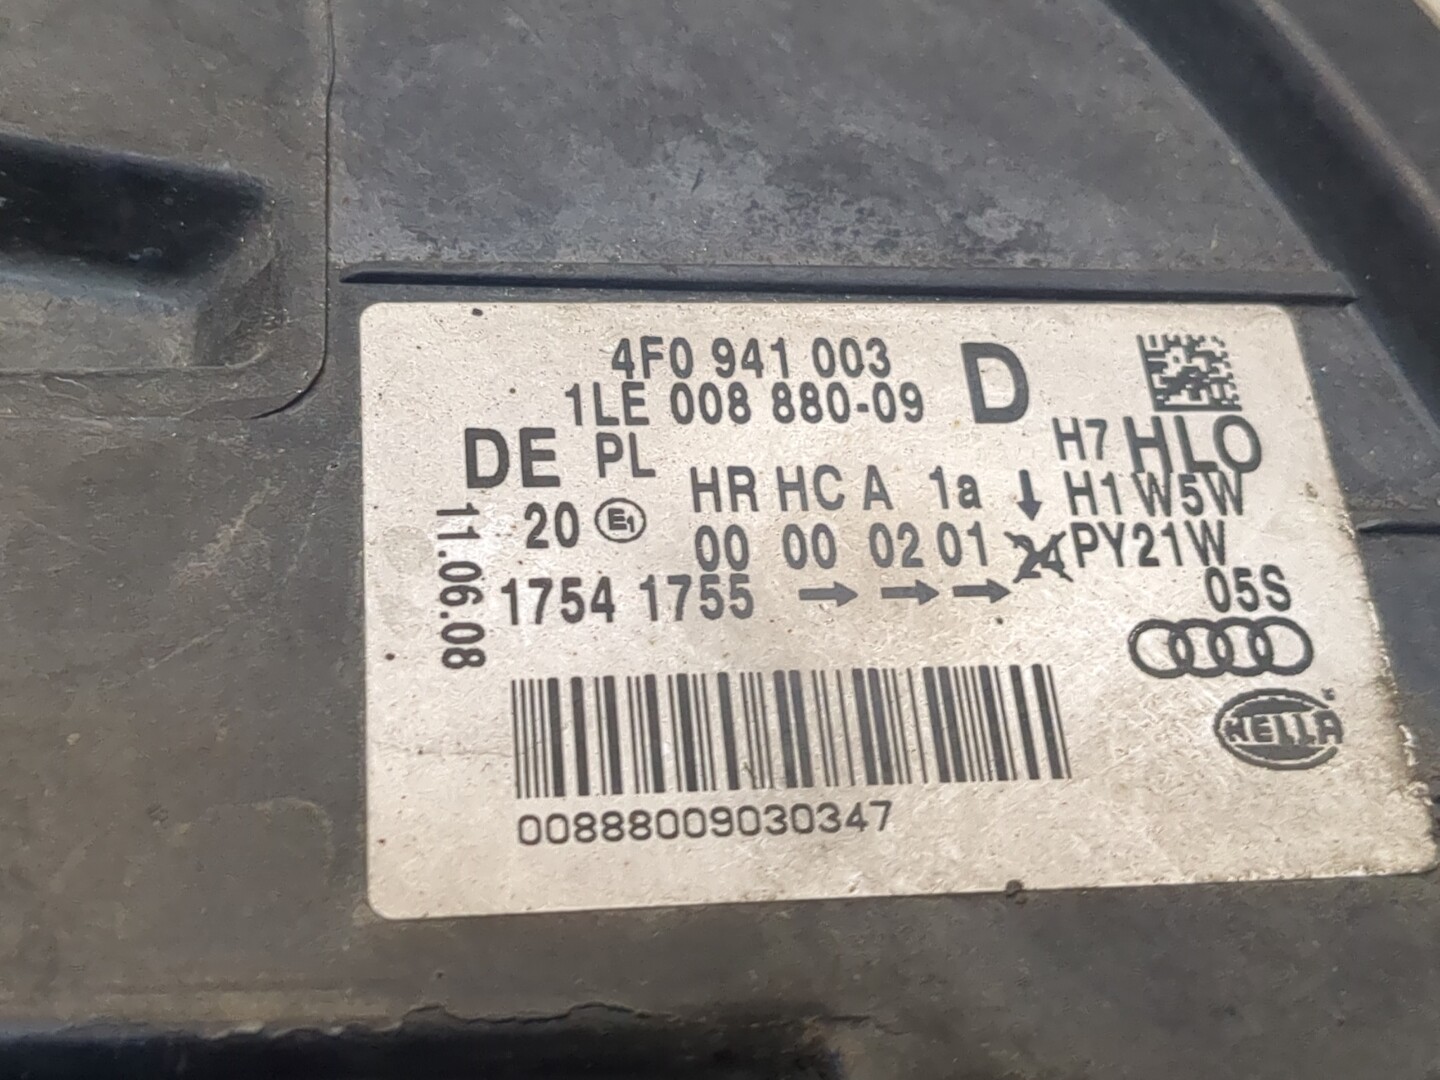 4F0 941 003 D
1LE 008 880-09
DE PL
H7 HLO
HR HC A 1a
H1 W5W
20 E1
00 00 02 01 24
PY21W
1754 1755
05S
11.06.08
HELLA
00888009030347